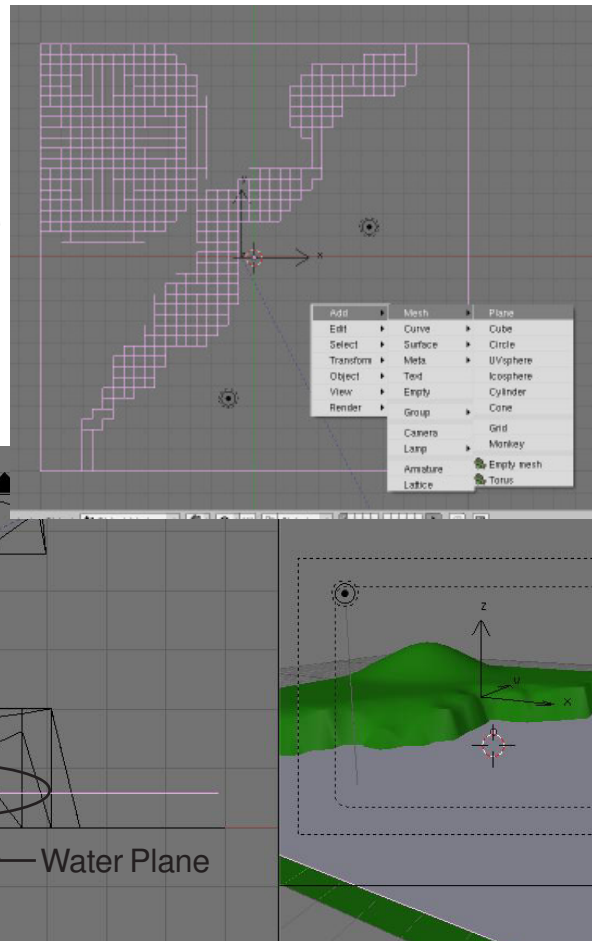 y
x
Add Mesh Plane
Edit Curve Cube
Select Surface Circle
Transform Meta UVsphere
Object Text Icosphere
View Empty Cylinder
Render Group Cone
Grid
Camera Monkey
Lamp
Armature Empty mesh
Lattice Torus
z
y
x
Water Plane